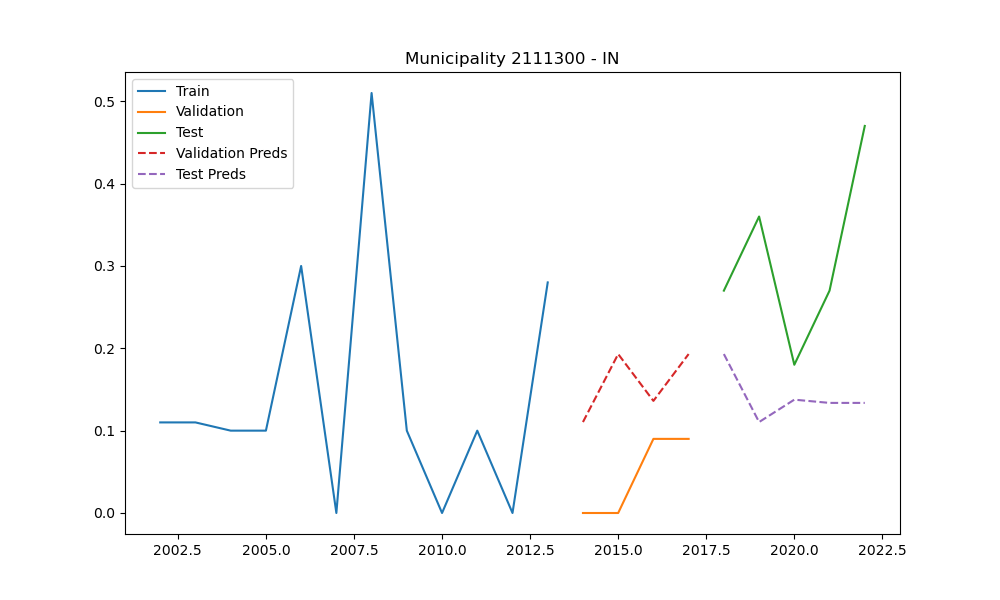 Municipality 2111300 - IN
Train
Validation
Test
Validation Preds
Test Preds
0.5
0.4
0.3
0.2
0.1
0.0
2002.5 2005.0 2007.5 2010.0 2012.5 2015.0 2017.5 2020.0 2022.5